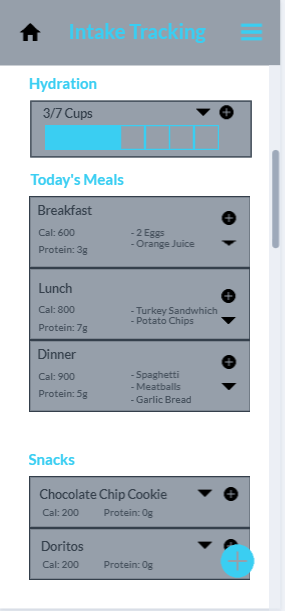 Intake Tracking
Hydration
3/7 Cups
Today's Meals
Breakfast
Cal: 600
- 2 Eggs
- Orange Juice
Protein: 3g
Lunch
Cal: 800
- Turkey Sandwhich
- Potato Chips
Protein: 7g
Dinner
Cal: 900
- Spaghetti
- Meatballs
Protein: 5g
- Garlic Bread
Snacks
Chocolate Chip Cookie
Cal: 200 Protein: 0g
Doritos
Cal: 200 Protein: 0g